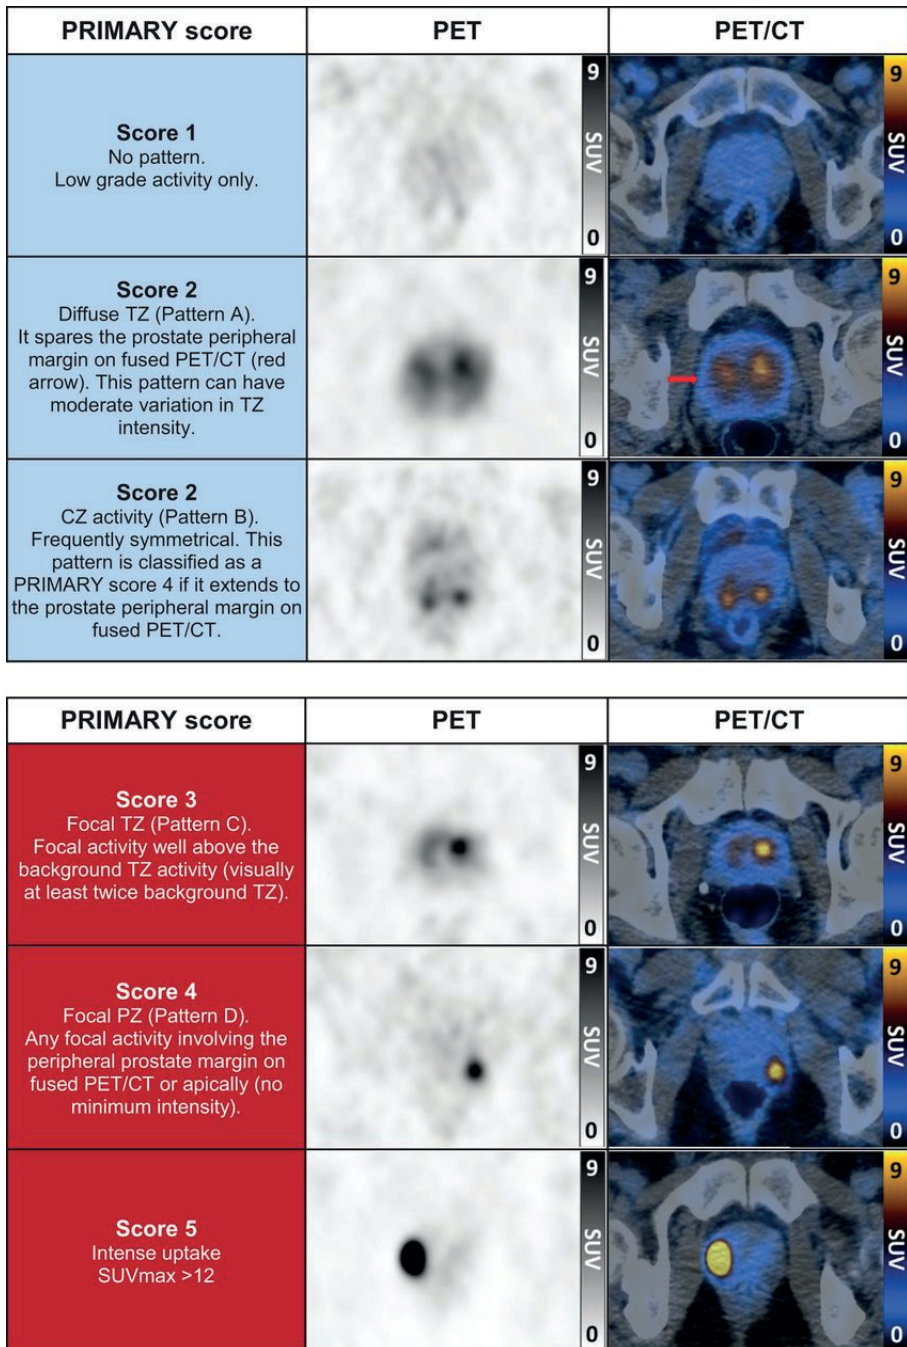 PRIMARY score
PET
PET/CT
Score 1
No pattern.
Low grade activity only.
9
SUV
0
9
SUV
0
Score 2
Diffuse TZ (Pattern A).
It spares the prostate peripheral
margin on fused PET/CT (red
arrow). This pattern can have
moderate variation in TZ
intensity.
9
SUV
0
9
SUV
0
Score 2
CZ activity (Pattern B).
Frequently symmetrical. This
pattern is classified as a
PRIMARY score 4 if it extends to
the prostate peripheral margin on
fused PET/CT.
9
SUV
0
9
SUV
0
PRIMARY score
PET
PET/CT
Score 3
Focal TZ (Pattern C).
Focal activity well above the
background TZ activity (visually
at least twice background TZ).
9
SUV
0
9
SUV
0
Score 4
Focal PZ (Pattern D).
Any focal activity involving the
peripheral prostate margin on
fused PET/CT or apically (no
minimum intensity).
9
SUV
0
9
SUV
0
Score 5
Intense uptake
SUVmax >12
9
SUV
0
9
SUV
0